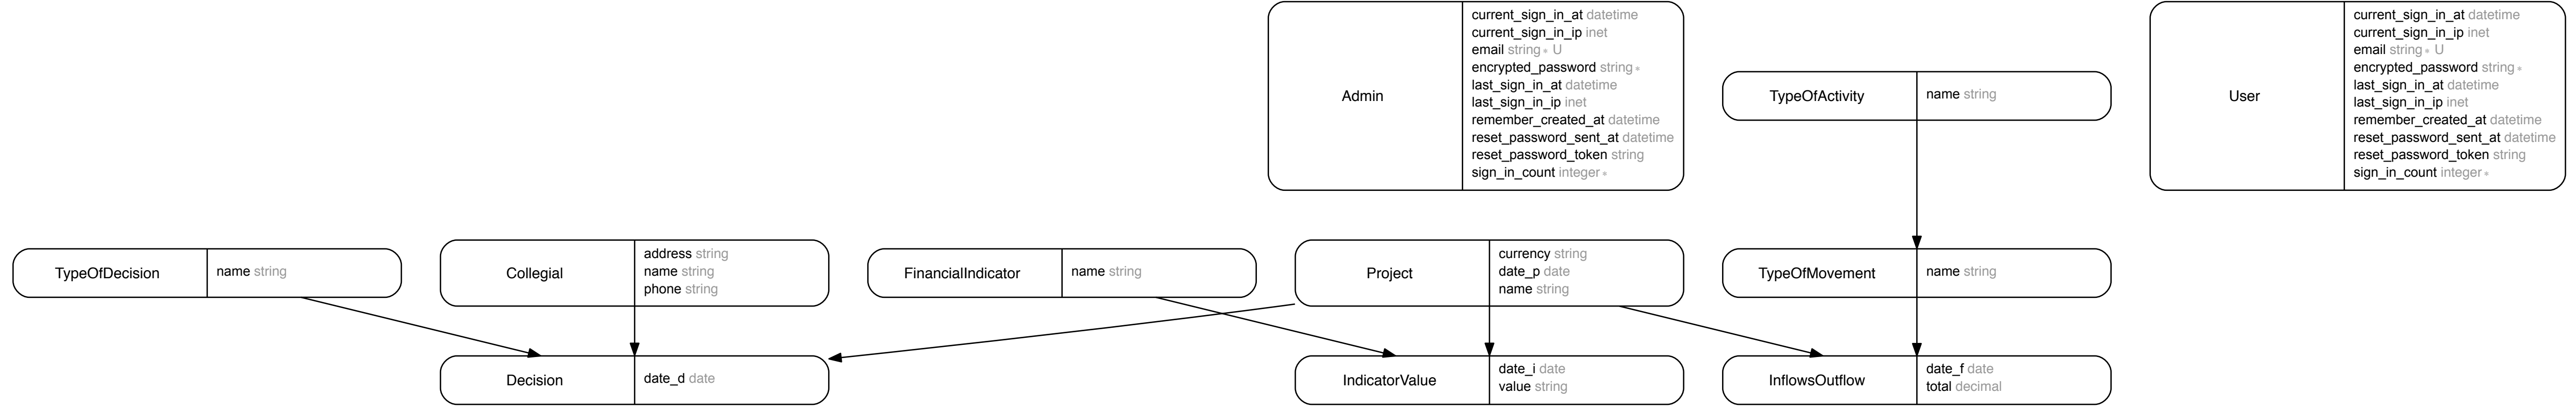 Admin
current_sign_in_at datetime
current_sign_in_ip inet
email string * U
encrypted_password string *
last_sign_in_at datetime
last_sign_in_ip inet
remember_created_at datetime
reset_password_sent_at datetime
reset_password_token string
sign_in_count integer *
TypeOfActivity
name string
User
current_sign_in_at datetime
current_sign_in_ip inet
email string * U
encrypted_password string *
last_sign_in_at datetime
last_sign_in_ip inet
remember_created_at datetime
reset_password_sent_at datetime
reset_password_token string
sign_in_count integer *
TypeOfDecision
name string
Collegial
address string
name string
phone string
FinancialIndicator
name string
Project
currency string
date_p date
name string
TypeOfMovement
name string
Decision
date_d date
IndicatorValue
date_i date
value string
InflowsOutflow
date_f date
total decimal